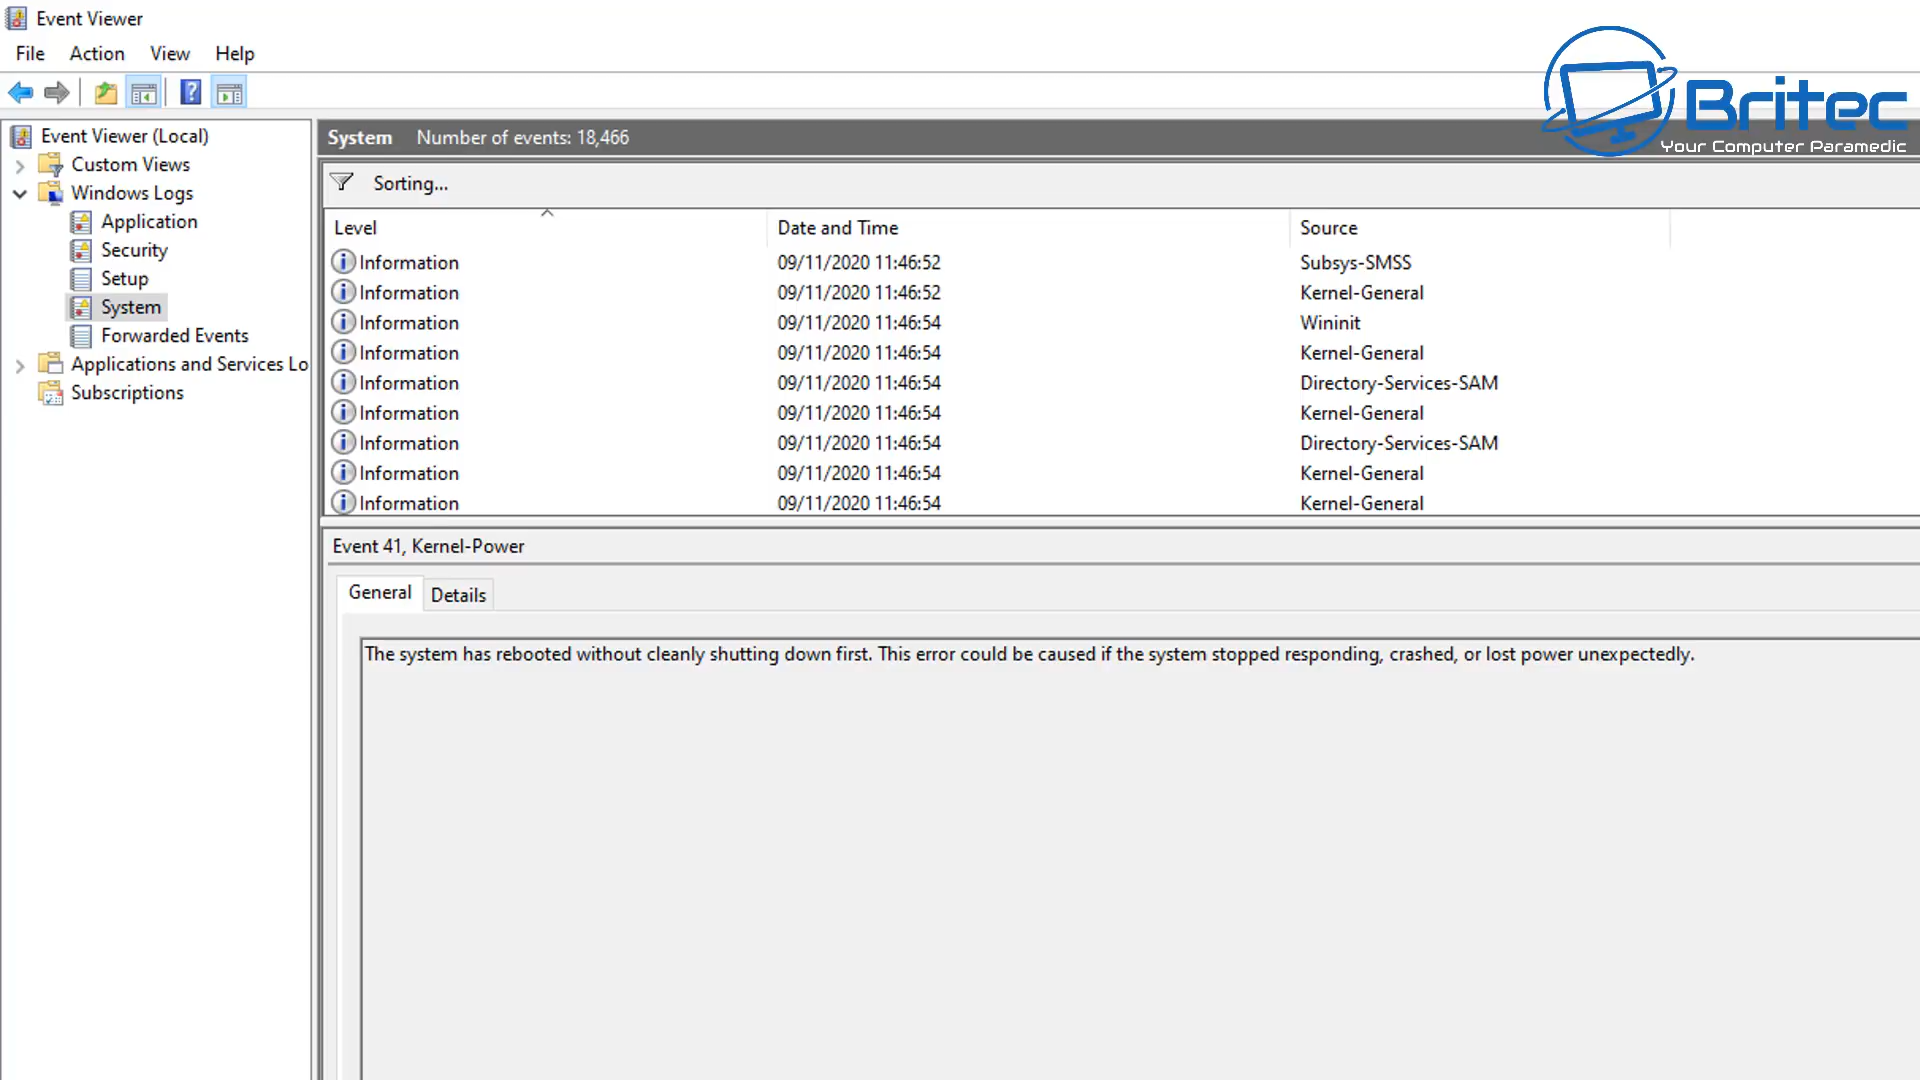 Event Viewer
File Action View Help
Britec
Your Computer Paramedic
Event Viewer (Local)
Custom Views
Windows Logs
Application
Security
Setup
System
Forwarded Events
Applications and Services Lo
Subscriptions
System Number of events: 18,466
Sorting...
Level Date and Time Source
Information 09/11/2020 11:46:52 Subsys-SMSS
Information 09/11/2020 11:46:52 Kernel-General
Information 09/11/2020 11:46:54 Wininit
Information 09/11/2020 11:46:54 Kernel-General
Information 09/11/2020 11:46:54 Directory-Services-SAM
Information 09/11/2020 11:46:54 Kernel-General
Information 09/11/2020 11:46:54 Directory-Services-SAM
Information 09/11/2020 11:46:54 Kernel-General
Information 09/11/2020 11:46:54 Kernel-General
Event 41, Kernel-Power
General Details
The system has rebooted without cleanly shutting down first. This error could be caused if the system stopped responding, crashed, or lost power unexpectedly.